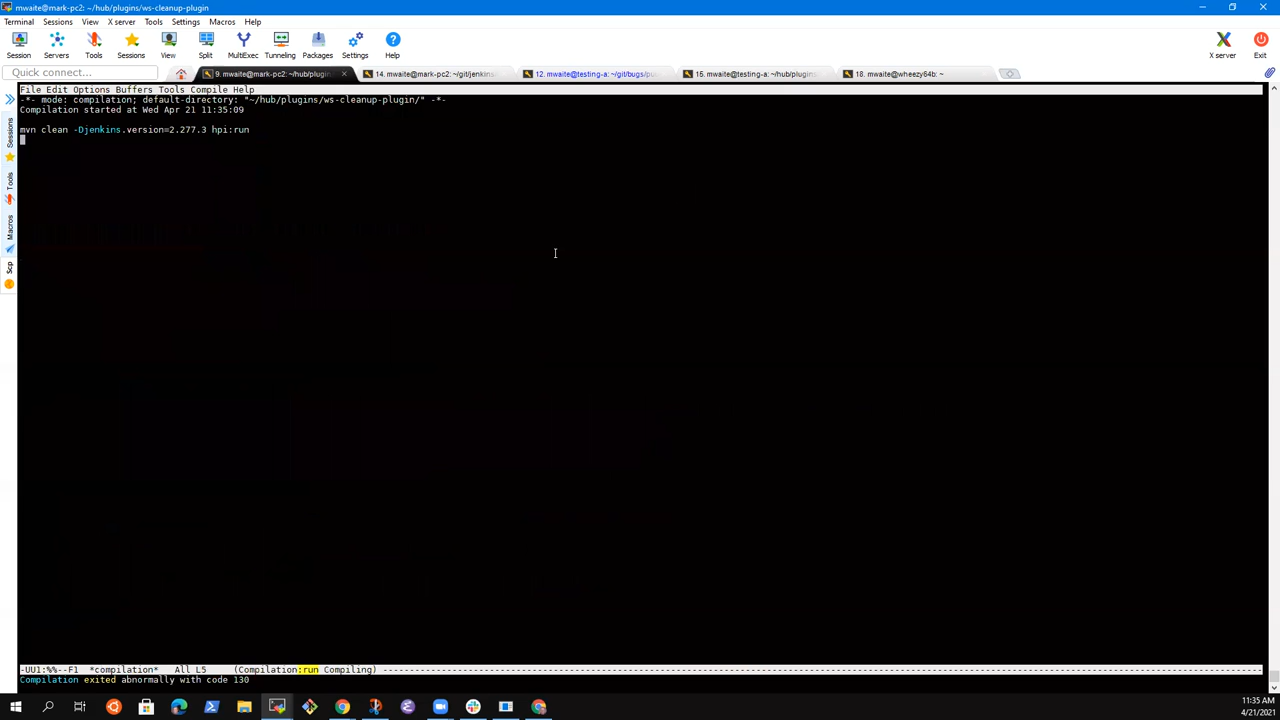 mwaite@mark-pc2: ~/hub/plugins/ws-cleanup-plugin
Terminal Sessions View X server Tools Settings Macros Help
Session Servers Tools Sessions View Split MultiExec Tunneling Packages Settings Help X server Exit
Quick connect...
9. mwaite@mark-pc2: ~/hub/plugin
14. mwaite@mark-pc2: ~/git/jenkins
12. mwaite@testing-a: ~/git/bugs/pu
15. mwaite@testing-a: ~/hub/plugins
18. mwaite@wheezy64b: ~
File Edit Options Buffers Tools Compile Help
-*- mode: compilation; default-directory: "~/hub/plugins/ws-cleanup-plugin/" -*-
Compilation started at Wed Apr 21 11:35:09
mvn clean -Djenkins.version=2.277.3 hpi:run
Sessions
Tools
Macros
Scp
-UU1:%%--F1 *compilation* All L5 (Compilation:run Compiling)
Compilation exited abnormally with code 130
11:35 AM
4/21/2021